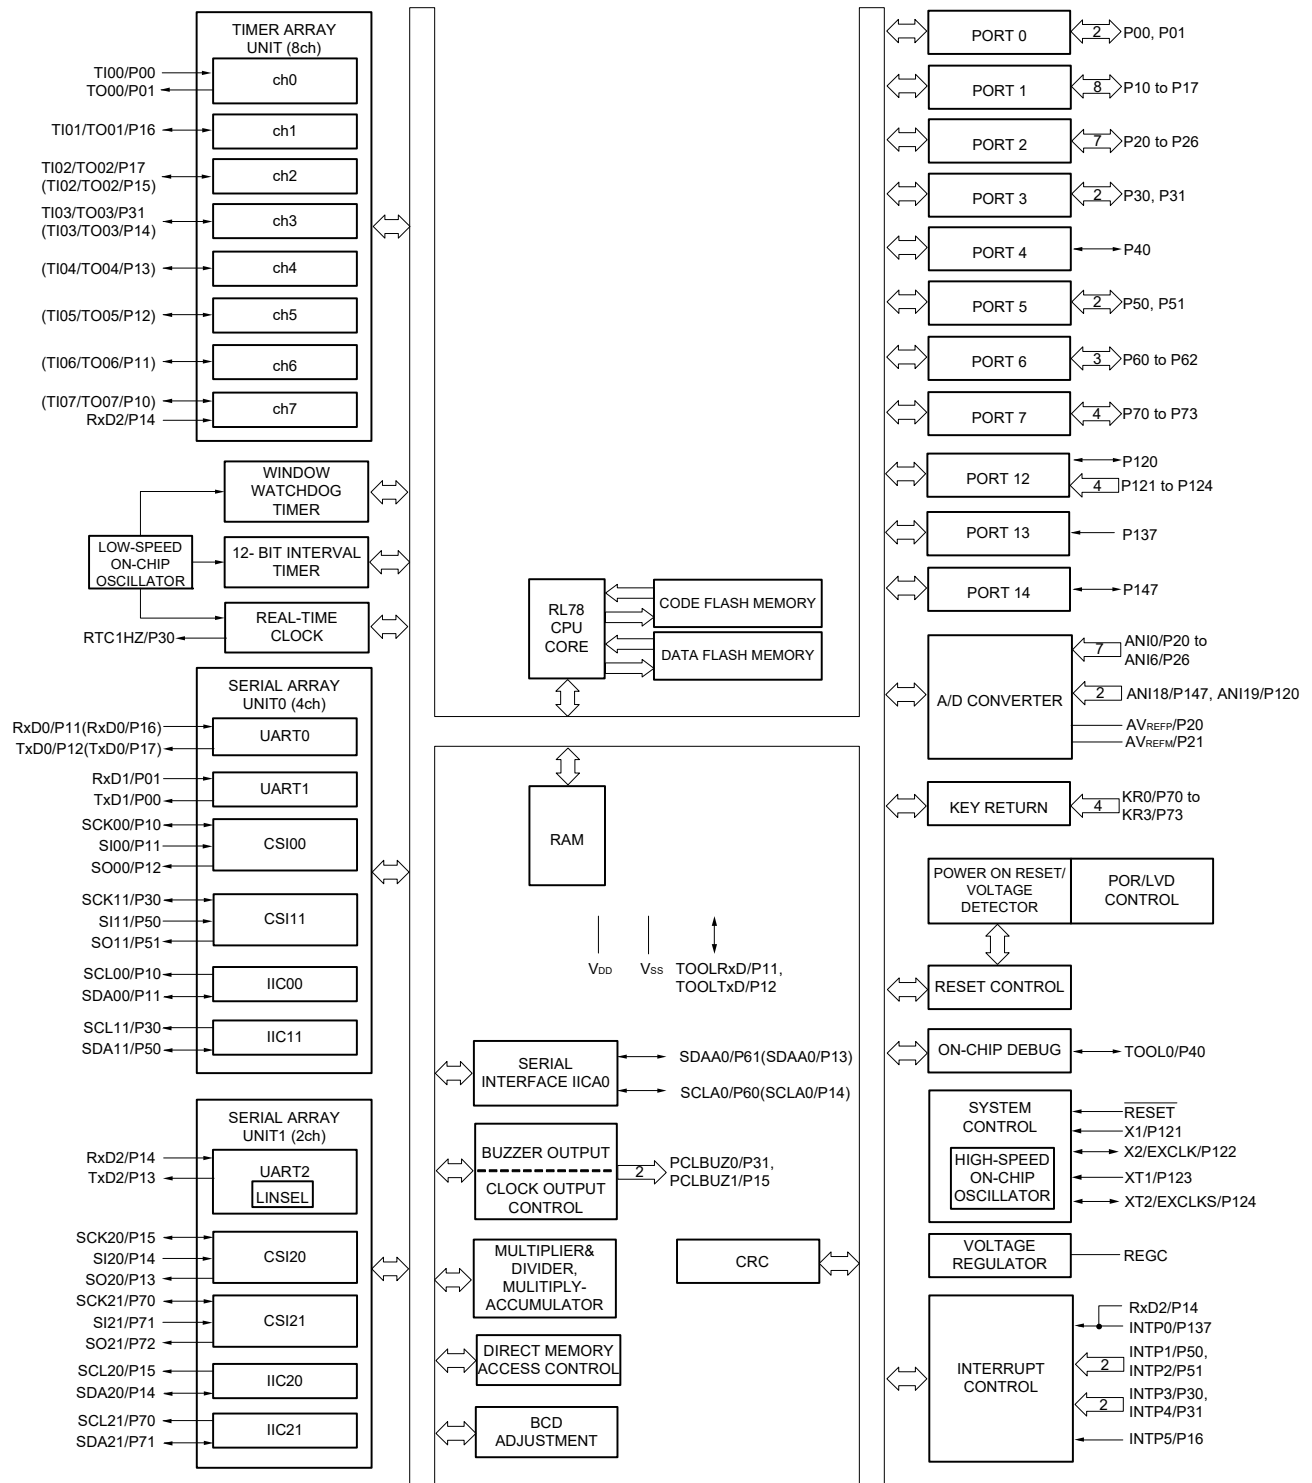 TIMER ARRAY
UNIT (8ch)
TI00/P00
TO00/P01
ch0
TI01/TO01/P16
ch1
TI02/TO02/P17
(TI02/TO02/P15)
ch2
TI03/TO03/P31
(TI03/TO03/P14)
ch3
(TI04/TO04/P13)
ch4
(TI05/TO05/P12)
ch5
(TI06/TO06/P11)
ch6
(TI07/TO07/P10)
RxD2/P14
ch7
WINDOW
WATCHDOG
TIMER
LOW-SPEED
ON-CHIP
OSCILLATOR
12- BIT INTERVAL
TIMER
REAL-TIME
CLOCK
RTC1HZ/P30
SERIAL ARRAY
UNIT0 (4ch)
RxD0/P11(RxD0/P16)
TxD0/P12(TxD0/P17)
UART0
RxD1/P01
TxD1/P00
UART1
SCK00/P10
SI00/P11
SO00/P12
CSI00
SCK11/P30
SI11/P50
SO11/P51
CSI11
SCL00/P10
SDA00/P11
IIC00
SCL11/P30
SDA11/P50
IIC11
SERIAL ARRAY
UNIT1 (2ch)
RxD2/P14
TxD2/P13
UART2
LINSEL
SCK20/P15
SI20/P14
SO20/P13
CSI20
SCK21/P70
SI21/P71
SO21/P72
CSI21
SCL20/P15
SDA20/P14
IIC20
SCL21/P70
SDA21/P71
IIC21
RL78
CPU
CORE
CODE FLASH MEMORY
DATA FLASH MEMORY
RAM
VDD
VSS
TOOLRxD/P11,
TOOLTxD/P12
SERIAL
INTERFACE IICA0
SDAA0/P61(SDAA0/P13)
SCLA0/P60(SCLA0/P14)
BUZZER OUTPUT
CLOCK OUTPUT
CONTROL
2
PCLBUZ0/P31,
PCLBUZ1/P15
MULTIPLIER&
DIVIDER,
MULITIPLY-
ACCUMULATOR
CRC
DIRECT MEMORY
ACCESS CONTROL
BCD
ADJUSTMENT
PORT 0
2
P00, P01
PORT 1
8
P10 to P17
PORT 2
7
P20 to P26
PORT 3
2
P30, P31
PORT 4
P40
PORT 5
2
P50, P51
PORT 6
3
P60 to P62
PORT 7
4
P70 to P73
PORT 12
P120
4
P121 to P124
PORT 13
P137
PORT 14
P147
A/D CONVERTER
7
ANI0/P20 to
ANI6/P26
2
ANI18/P147, ANI19/P120
AVREFP/P20
AVREFM/P21
KEY RETURN
4
KR0/P70 to
KR3/P73
POWER ON RESET/
VOLTAGE
DETECTOR
POR/LVD
CONTROL
RESET CONTROL
ON-CHIP DEBUG
TOOL0/P40
SYSTEM
CONTROL
HIGH-SPEED
ON-CHIP
OSCILLATOR
RESET
X1/P121
X2/EXCLK/P122
XT1/P123
XT2/EXCLKS/P124
VOLTAGE
REGULATOR
REGC
INTERRUPT
CONTROL
RxD2/P14
INTP0/P137
2
INTP1/P50,
INTP2/P51
2
INTP3/P30,
INTP4/P31
INTP5/P16